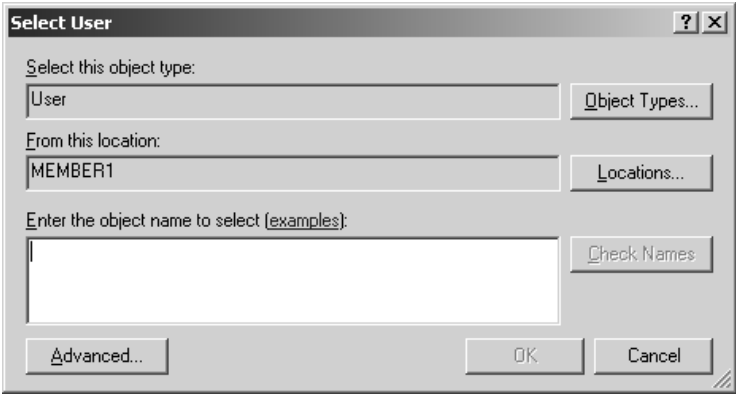 Select User
Select this object type:
User
Object Types...
From this location:
MEMBER1
Locations...
Enter the object name to select (examples):
Check Names
Advanced...
OK
Cancel